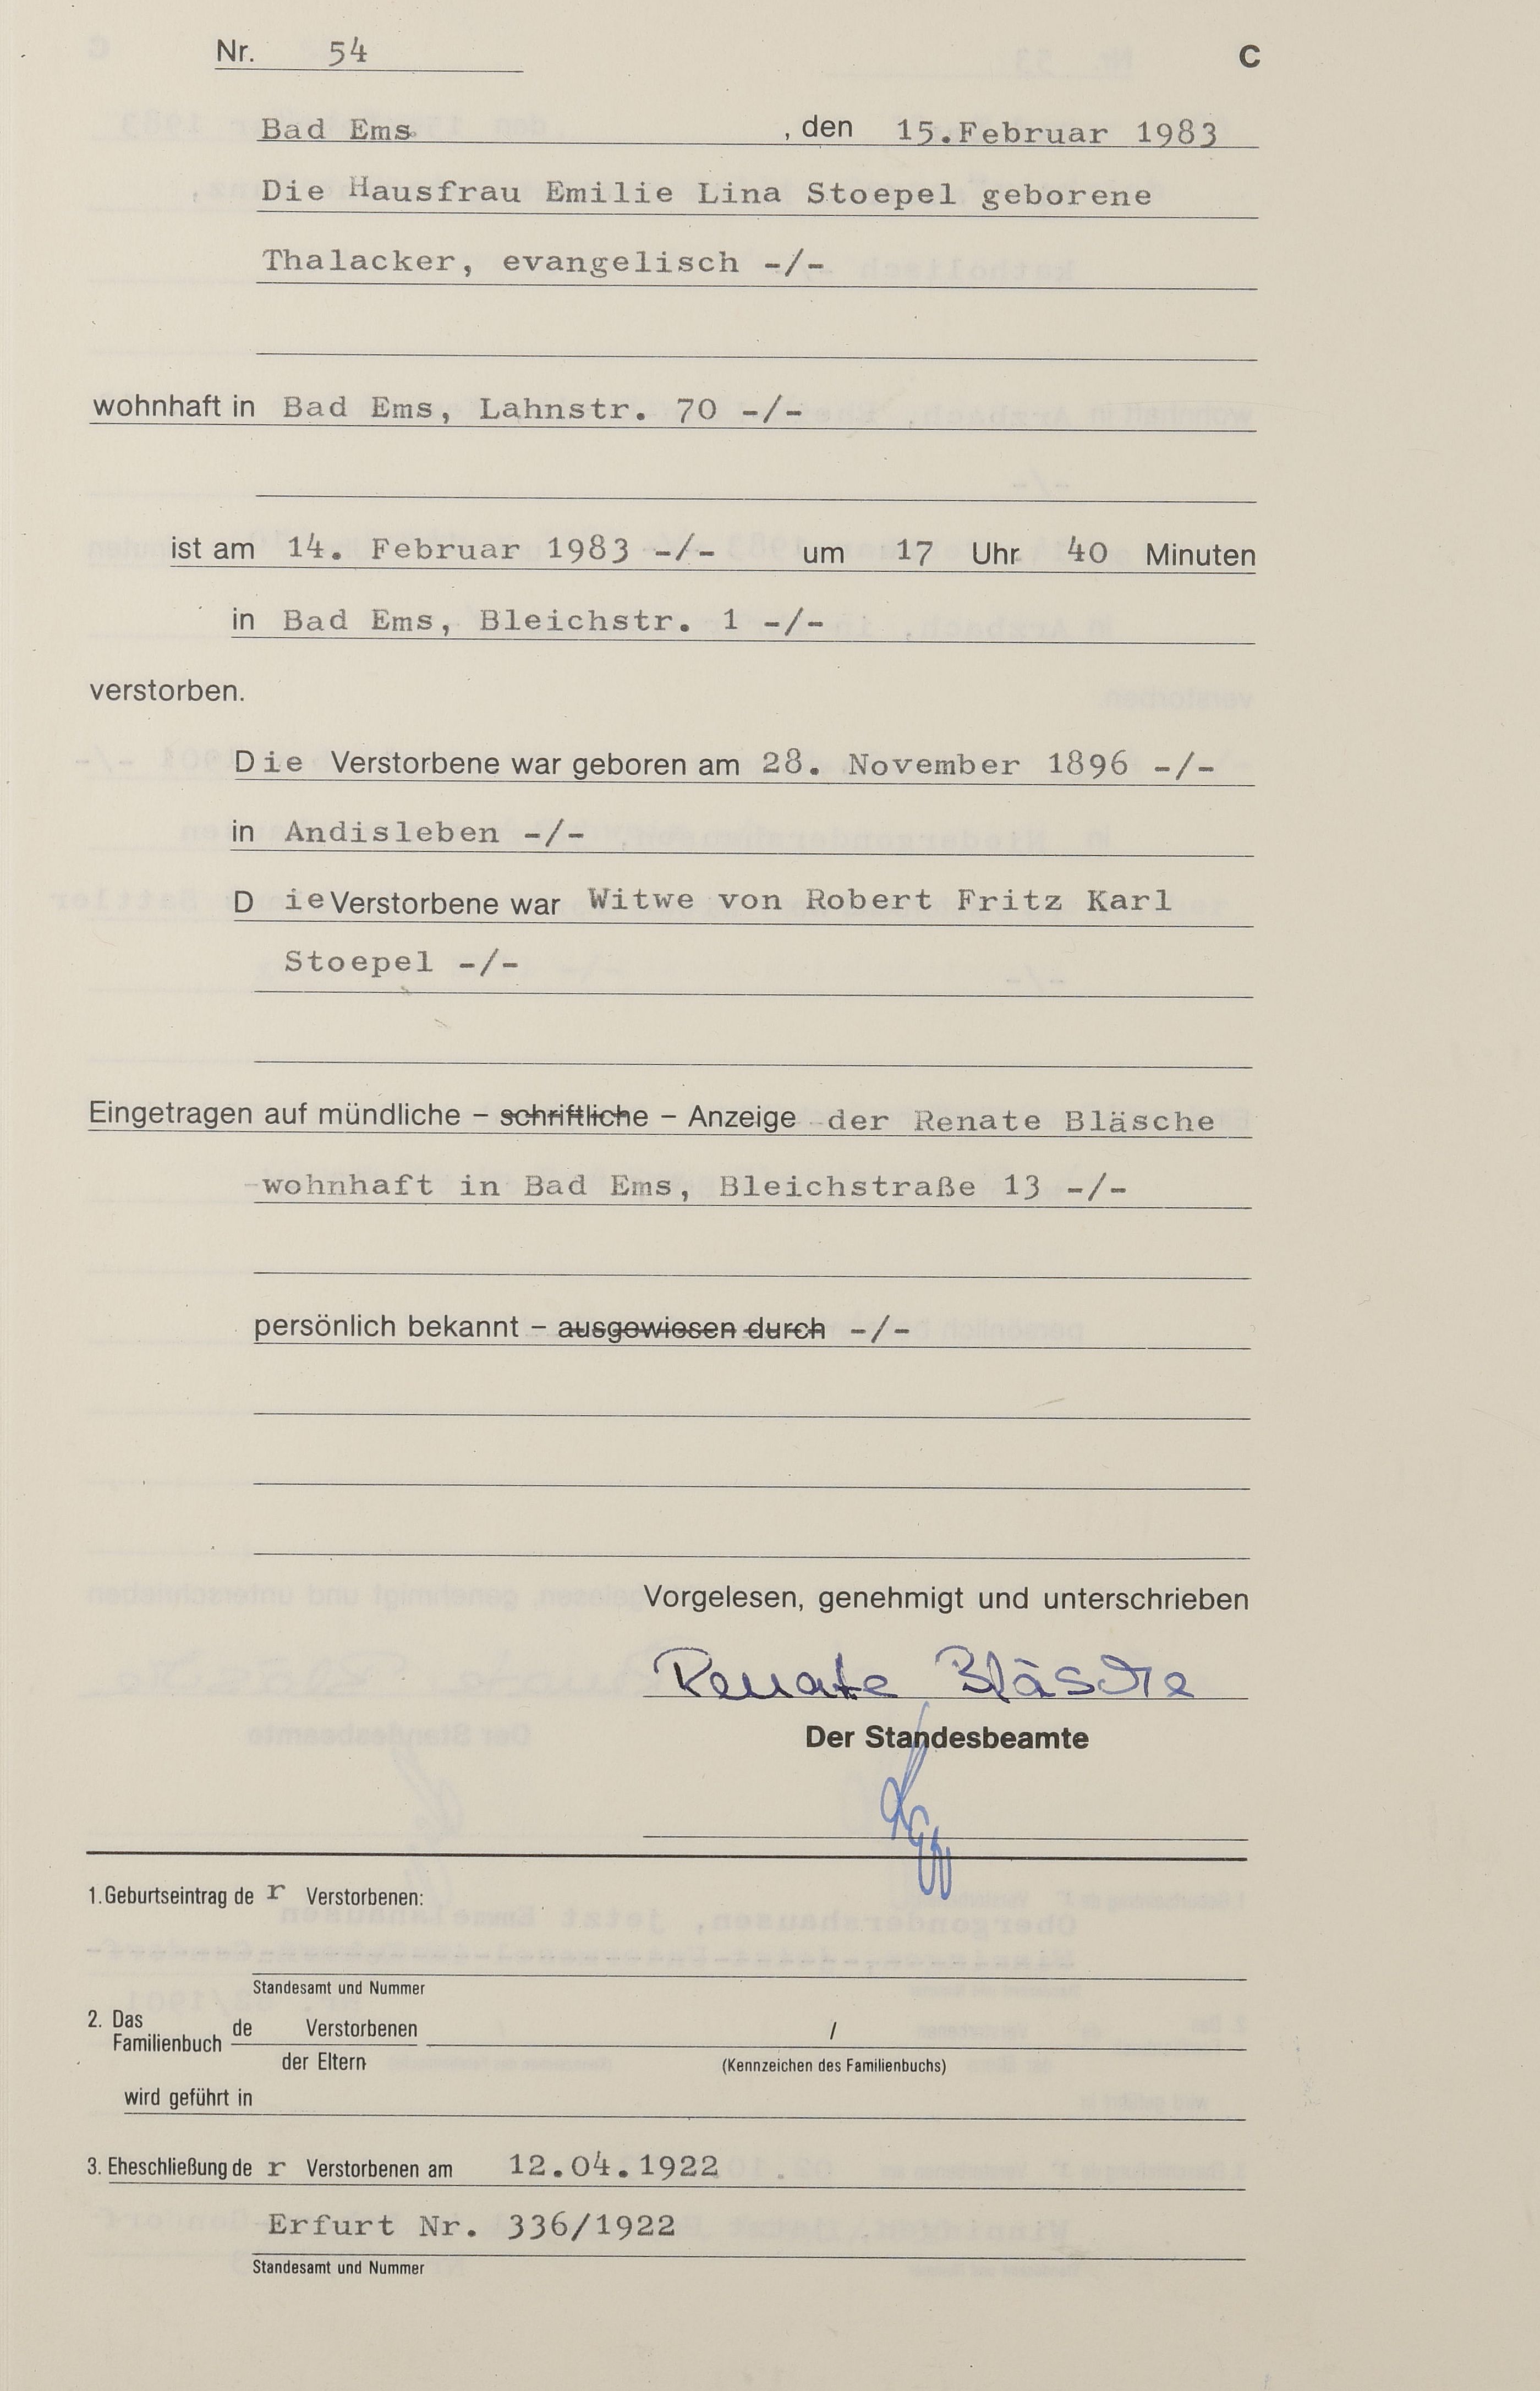 Nr. 54 C
Bad Ems , den 15.Februar 1983
Die Hausfrau Emilie Lina Stoepel geborene
Thalacker, evangelisch -/-
wohnhaft in Bad Ems, Lahnstr. 70 -/-
ist am 14. Februar 1983 -/- um 17 Uhr 40 Minuten
in Bad Ems, Bleichstr. 1 -/-
verstorben.
Die Verstorbene war geboren am 28. November 1896 -/-
in Andisleben -/-
Die Verstorbene war Witwe von Robert Fritz Karl
Stoepel -/-
Eingetragen auf mündliche – schriftliche – Anzeige der Renate Bläsche
wohnhaft in Bad Ems, Bleichstraße 13 -/-
persönlich bekannt – ausgewiesen durch -/-
Vorgelesen, genehmigt und unterschrieben
Renate Bläsche
Der Standesbeamte
1. Geburtseintrag de r Verstorbenen:
Standesamt und Nummer
2. Das Familienbuch de Verstorbenen /
der Eltern (Kennzeichen des Familienbuchs)
wird geführt in
3. Eheschließung de r Verstorbenen am 12.04.1922
Erfurt Nr. 336/1922
Standesamt und Nummer